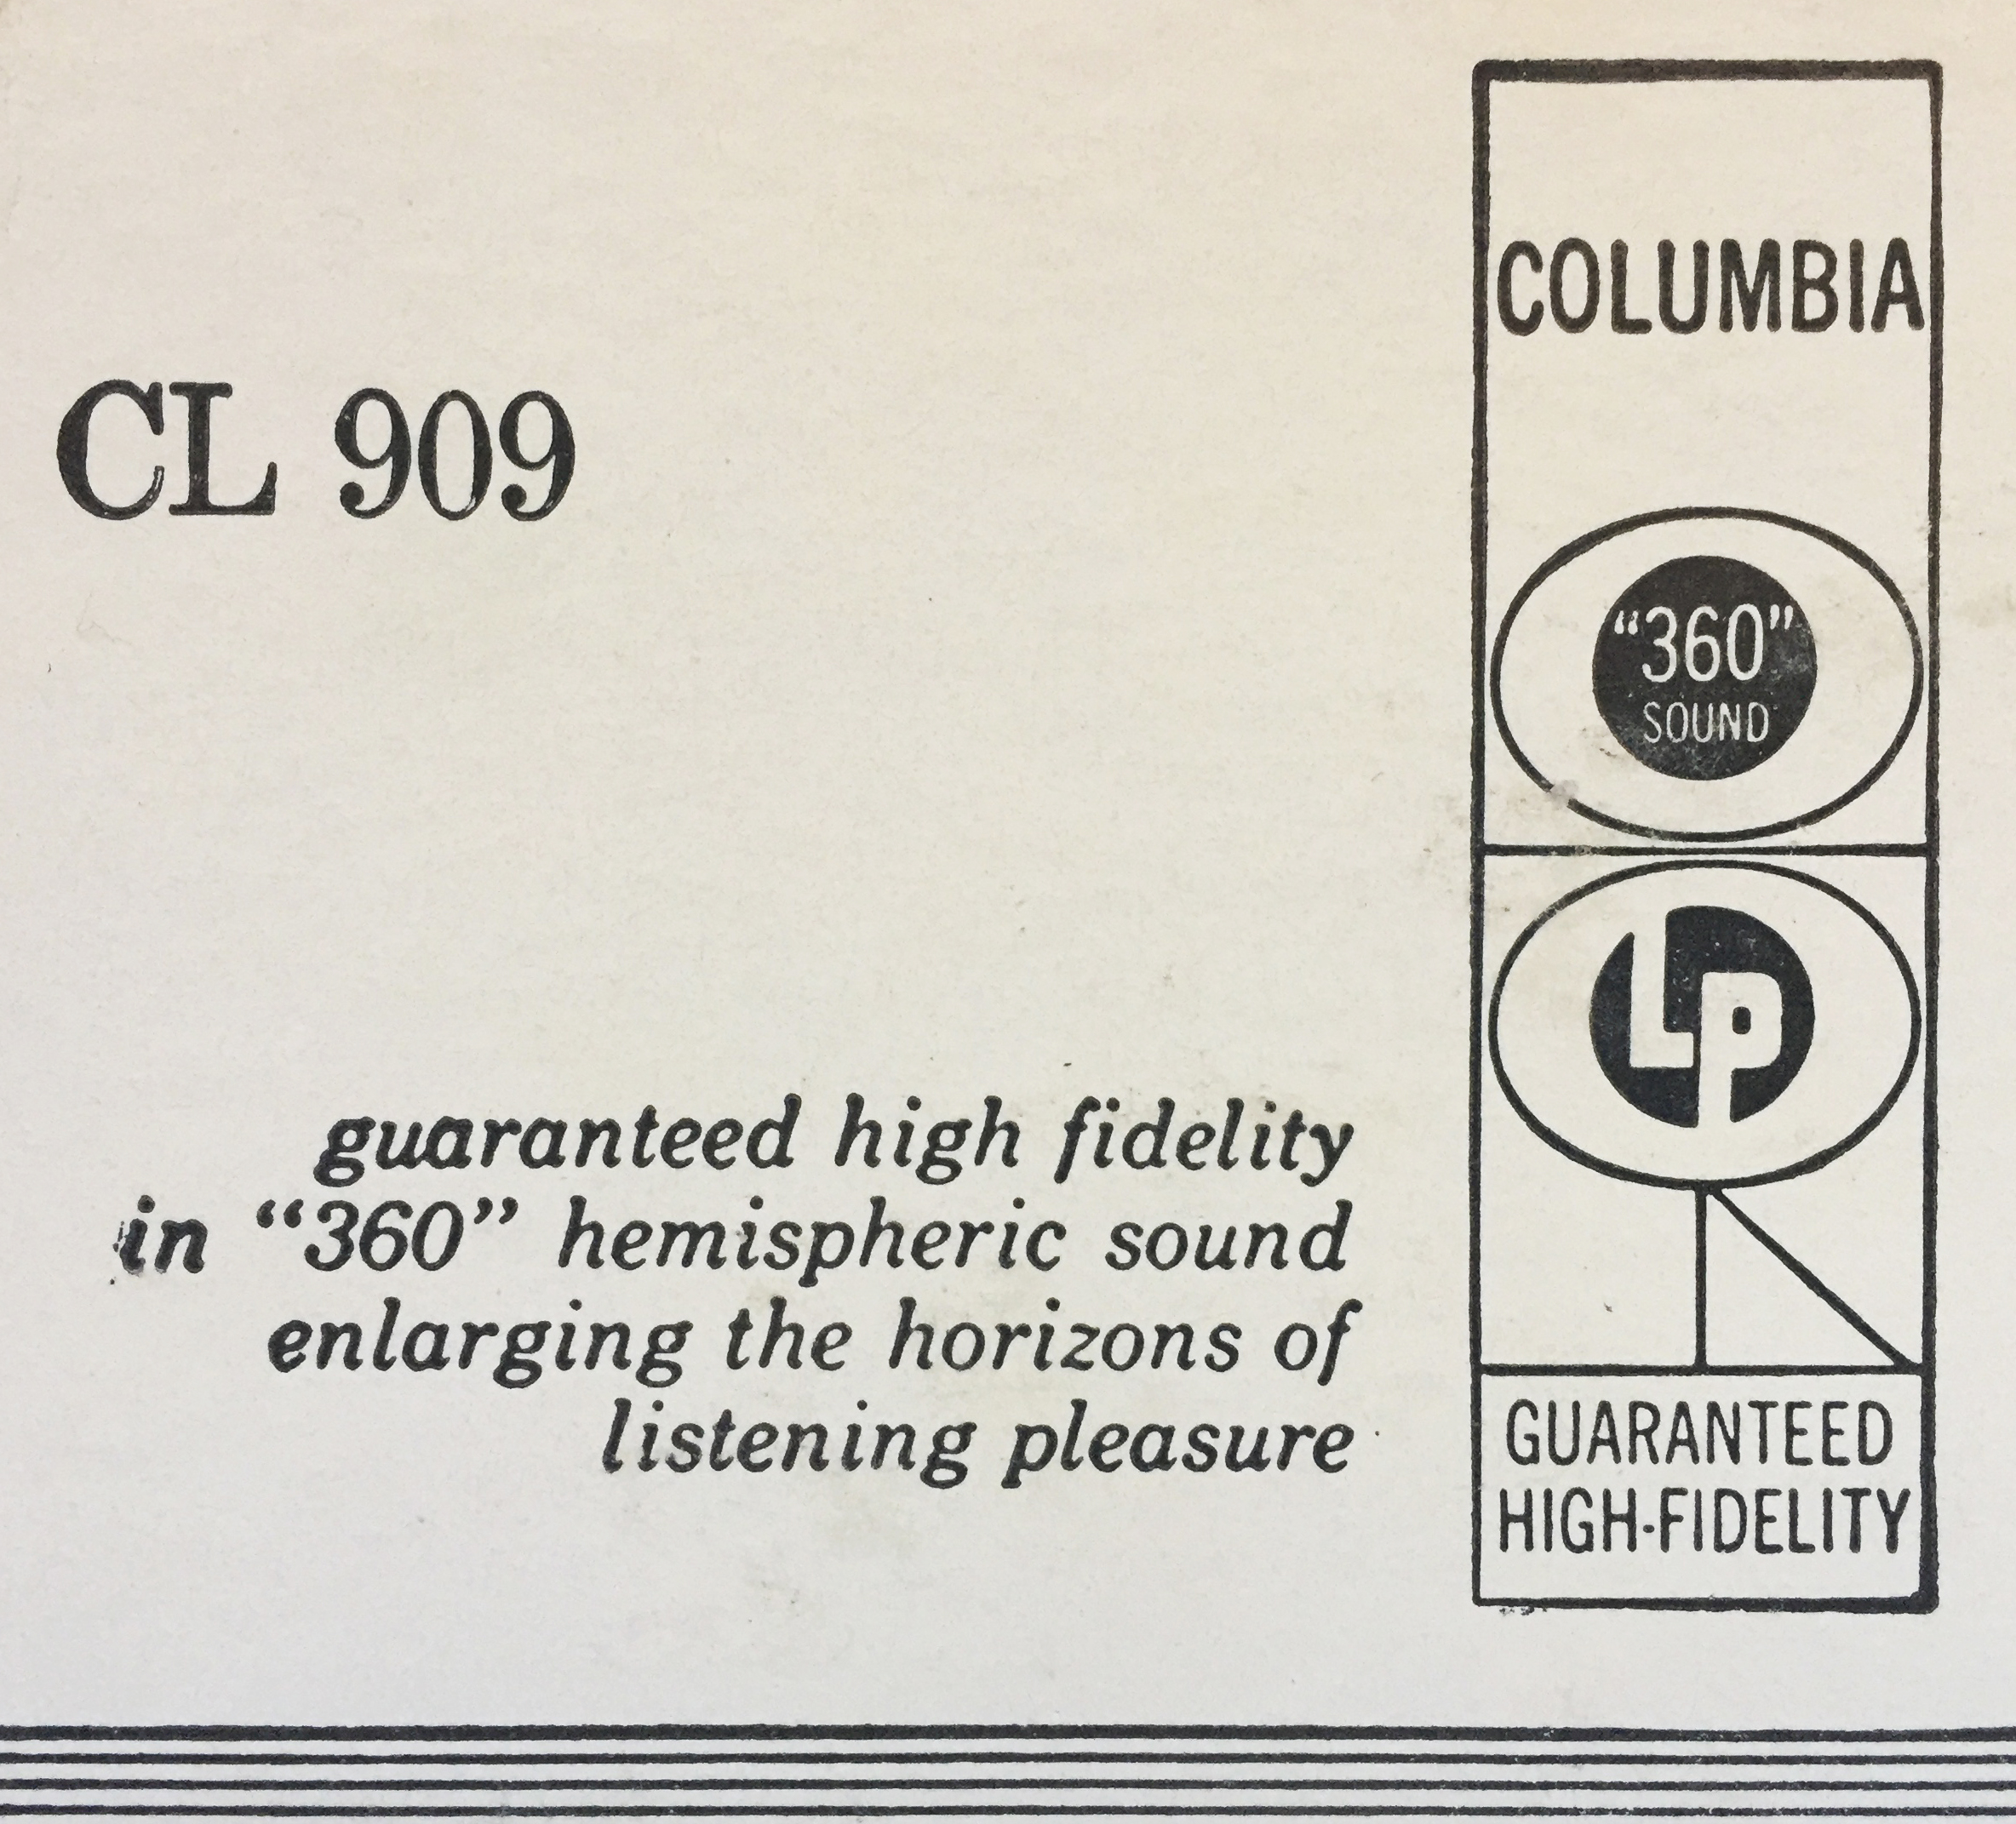 COLUMBIA
CL 909
“360”
SOUND
LP
guaranteed high fidelity
in “360” hemispheric sound
enlarging the horizons of
listening pleasure
GUARANTEED
HIGH-FIDELITY